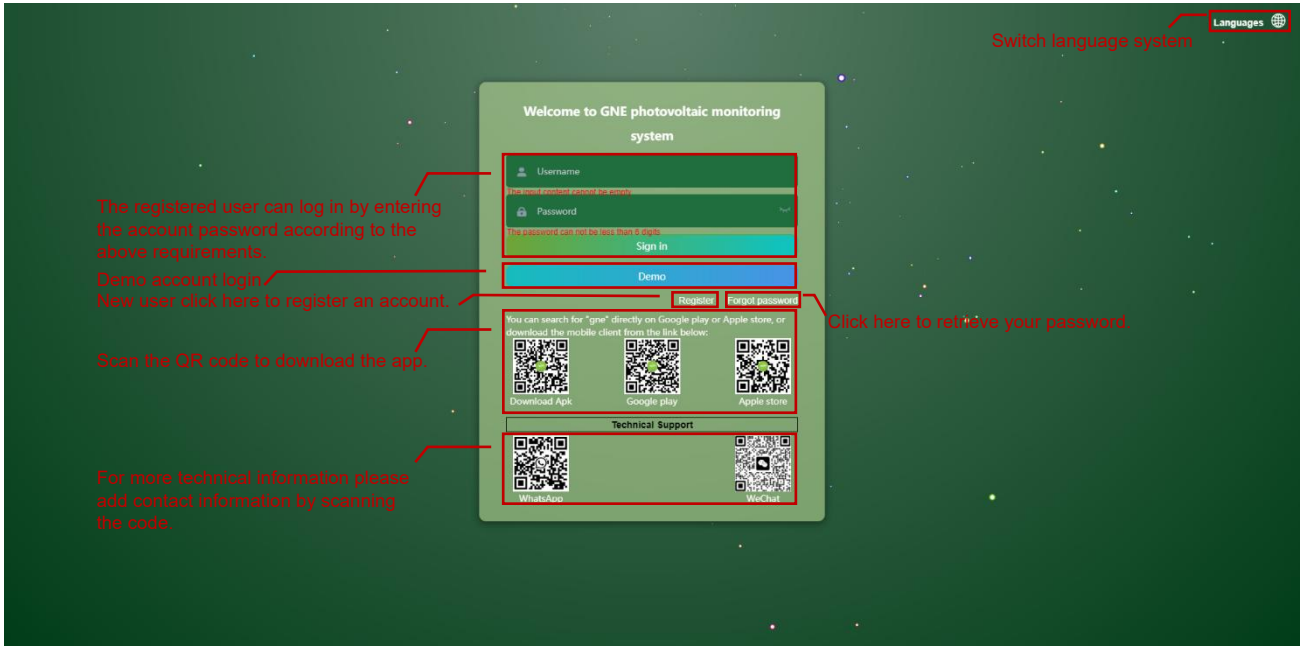 Languages
Switch language system
Welcome to GNE photovoltaic monitoring
system
Username
The input content cannot be empty
Password
The password can not be less than 6 digits
Sign in
The registered user can log in by entering
the account password according to the
above requirements.
Demo account login
Demo
New user click here to register an account.
Register
Forgot password
Click here to retrieve your password.
You can search for "gne" directly on Google play or Apple store, or
download the mobile client from the link below:
Scan the QR code to download the app.
Download Apk
Google play
Apple store
Technical Support
For more technical information please
add contact information by scanning
the code.
WhatsApp
WeChat